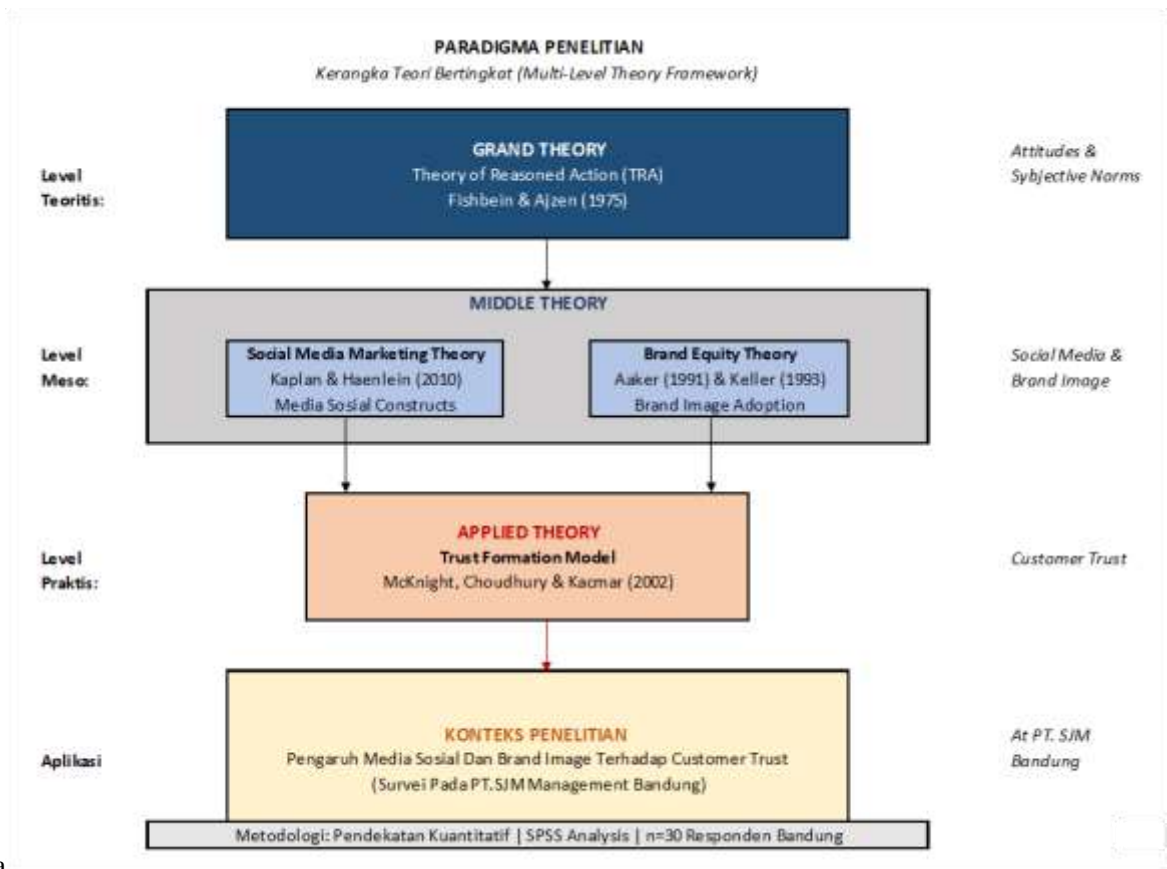 PARADIGMA PENELITIAN
Kerangka Teori Bertingkat (Multi-Level Theory Framework)
Level
Teoritis:
GRAND THEORY
Theory of Reasoned Action (TRA)
Fishbein & Ajzen (1975)
Attitudes &
Sybjective Norms
MIDDLE THEORY
Level
Meso:
Social Media Marketing Theory
Kaplan & Haenlein (2010)
Media Sosial Constructs
Brand Equity Theory
Aaker (1991) & Keller (1993)
Brand Image Adoption
Social Media &
Brand Image
Level
Praktis:
APPLIED THEORY
Trust Formation Model
McKnight, Choudhury & Kacmar (2002)
Customer Trust
Aplikasi
KONTEKS PENELITIAN
Pengaruh Media Sosial Dan Brand Image Terhadap Customer Trust
(Survei Pada PT.SJM Management Bandung)
At PT. SJM
Bandung
Metodologi: Pendekatan Kuantitatif | SPSS Analysis | n=30 Responden Bandung
a